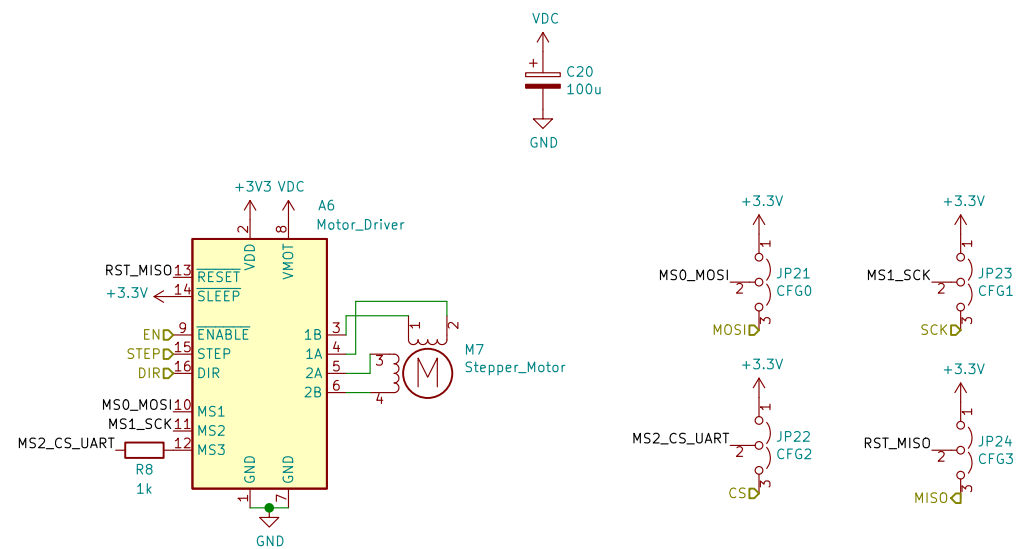 VDC
+
C20
100u
GND
+3V3 VDC
A6
Motor_Driver
2
8
VDD
VMOT
RST_MISO 13 RESET
+3.3V 14 SLEEP
EN 9 ENABLE
STEP 15 STEP
DIR 16 DIR
MS0_MOSI 10 MS1
MS1_SCK 11 MS2
MS2_CS_UART 12 MS3
R8
1k
3 1B
4 1A
5 2A
6 2B
1
2
3
4
M
M7
Stepper_Motor
GND
GND
1
7
GND
+3.3V
1
MS0_MOSI
2
JP21
CFG0
3
MOSI
+3.3V
1
MS1_SCK
2
JP23
CFG1
3
SCK
+3.3V
1
MS2_CS_UART
2
JP22
CFG2
3
CS
+3.3V
1
RST_MISO
2
JP24
CFG3
3
MISO